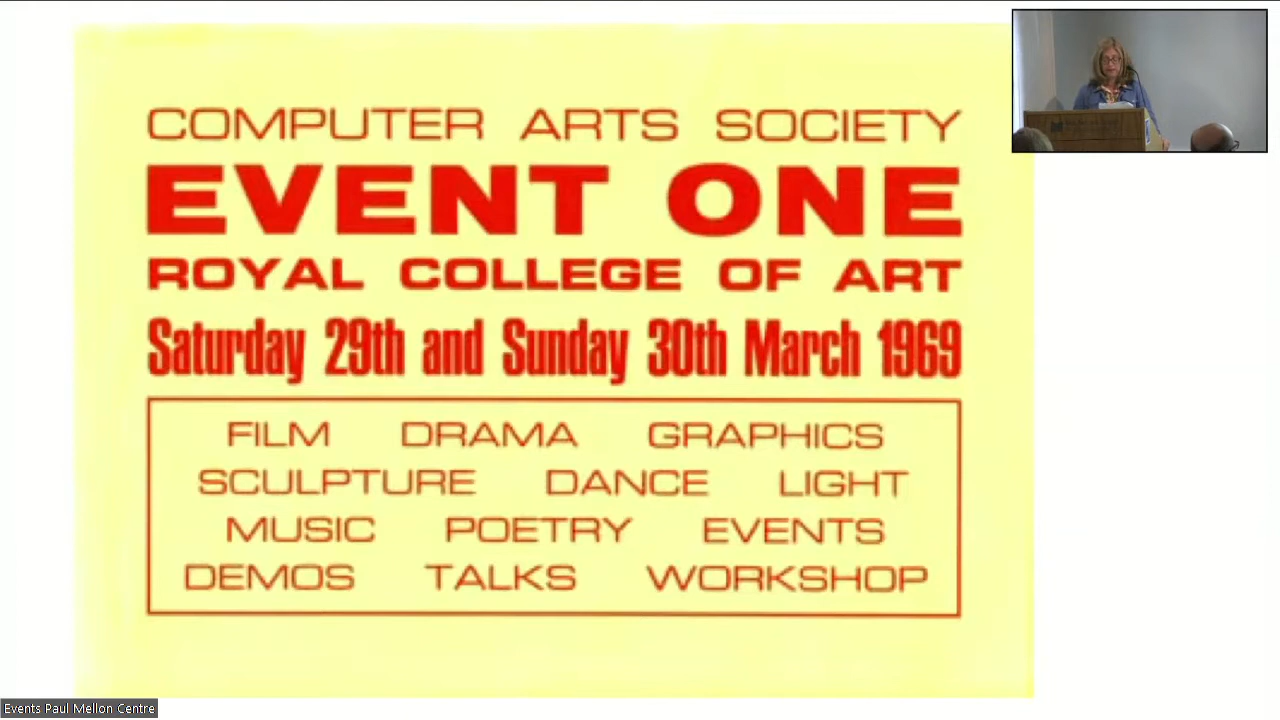 COMPUTER ARTS SOCIETY
EVENT ONE
ROYAL COLLEGE OF ART
Saturday 29th and Sunday 30th March 1969
FILM DRAMA GRAPHICS
SCULPTURE DANCE LIGHT
MUSIC POETRY EVENTS
DEMOS TALKS WORKSHOP
Events Paul Mellon Centre